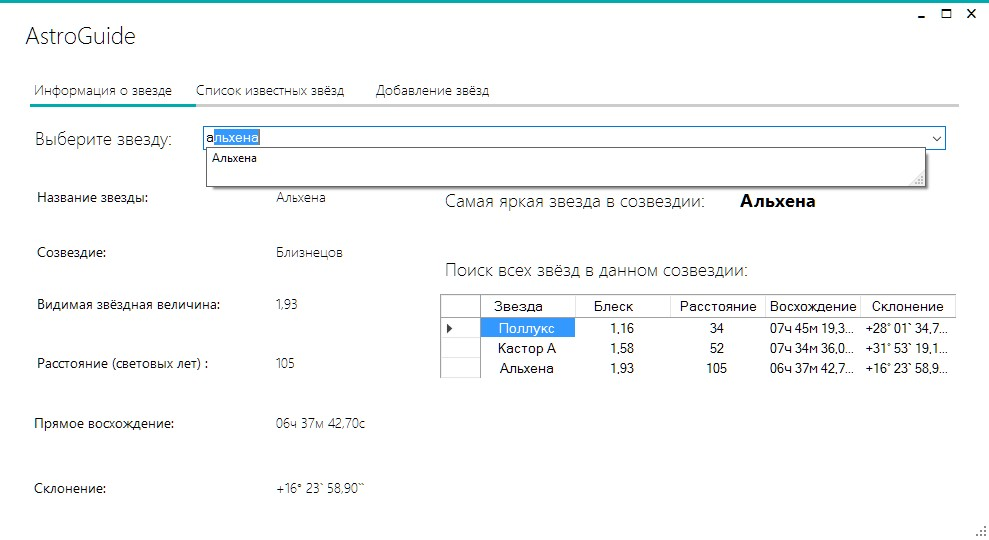 AstroGuide
Информация о звезде Список известных звёзд Добавление звёзд
Выберите звезду: альхена
Альхена
Название звезды: Альхена
Самая яркая звезда в созвездии: Альхена
Созвездие: Близнецов
Поиск всех звёзд в данном созвездии:
Видимая звёздная величина: 1,93
Звезда Блеск Расстояние Восхождение Склонение
Поллукс 1,16 34 07ч 45м 19,3... +28° 01` 34,7...
Кастор А 1,58 52 07ч 34м 36,0... +31° 53` 19,1...
Альхена 1,93 105 06ч 37м 42,7... +16° 23` 58,9...
Расстояние (световых лет) : 105
Прямое восхождение: 06ч 37м 42,70с
Склонение: +16° 23` 58,90``